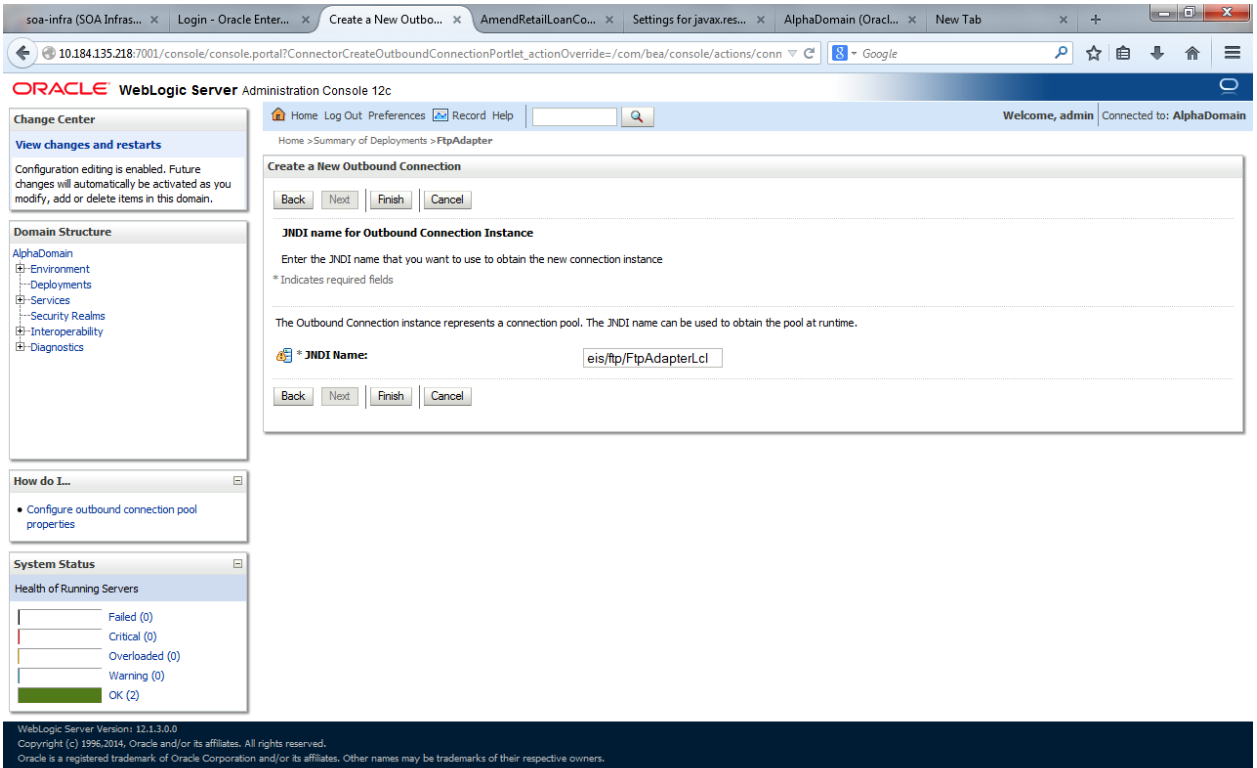 soa-infra (SOA Infras... × Login - Oracle Enter... × Create a New Outbo... × AmendRetailLoanCo... × Settings for javax.res... × AlphaDomain (Oracl... × New Tab × +
10.184.135.218:7001/console/console.portal?ConnectorCreateOutboundConnectionPortlet_actionOverride=/com/bea/console/actions/conn Google
ORACLE WebLogic Server Administration Console 12c
Change Center
View changes and restarts
Configuration editing is enabled. Future
changes will automatically be activated as you
modify, add or delete items in this domain.
Domain Structure
AlphaDomain
Environment
Deployments
Services
Security Realms
Interoperability
Diagnostics
How do I...
• Configure outbound connection pool
properties
System Status
Health of Running Servers
Failed (0)
Critical (0)
Overloaded (0)
Warning (0)
OK (2)
Home Log Out Preferences Record Help
Welcome, admin Connected to: AlphaDomain
Home >Summary of Deployments >FtpAdapter
Create a New Outbound Connection
Back Next Finish Cancel
JNDI name for Outbound Connection Instance
Enter the JNDI name that you want to use to obtain the new connection instance
* Indicates required fields
The Outbound Connection instance represents a connection pool. The JNDI name can be used to obtain the pool at runtime.
* JNDI Name: eis/ftp/FtpAdapterLcl
Back Next Finish Cancel
WebLogic Server Version: 12.1.3.0.0
Copyright (c) 1996,2014, Oracle and/or its affiliates. All rights reserved.
Oracle is a registered trademark of Oracle Corporation and/or its affiliates. Other names may be trademarks of their respective owners.